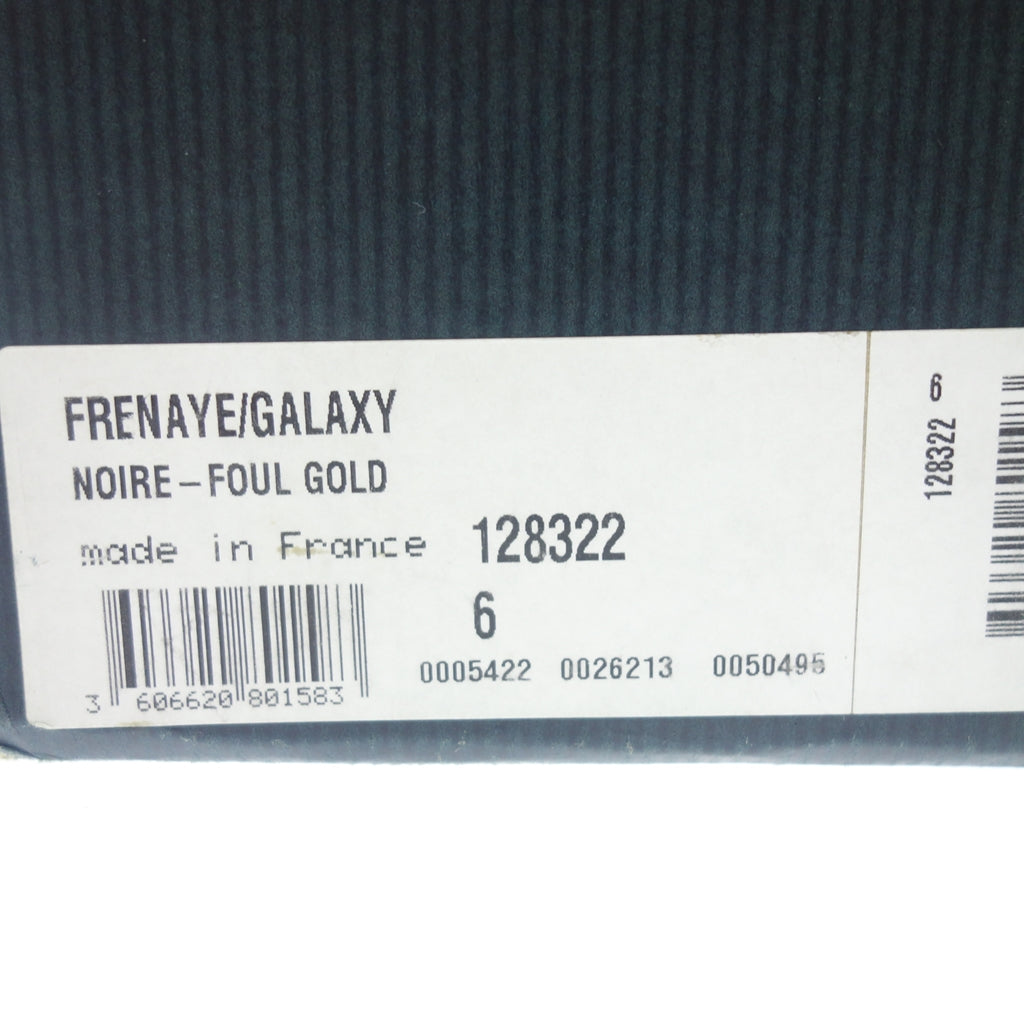 FRENAYE/GALAXY
NOIRE – FOUL GOLD
made in France 128322
6
0005422 0026213 0050495
3 606620 801583
128322 6